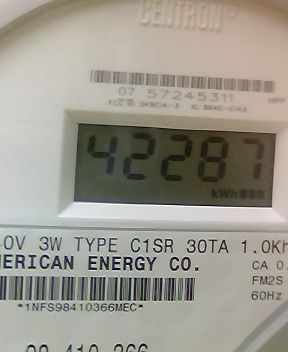 CENTRON®
07 57245311
42287
kWh
0V 3W TYPE C1SR 30TA 1.0Kh
MERICAN ENERGY CO.
CA 0.
FM2S
60Hz
*1NFS98410366MEC*